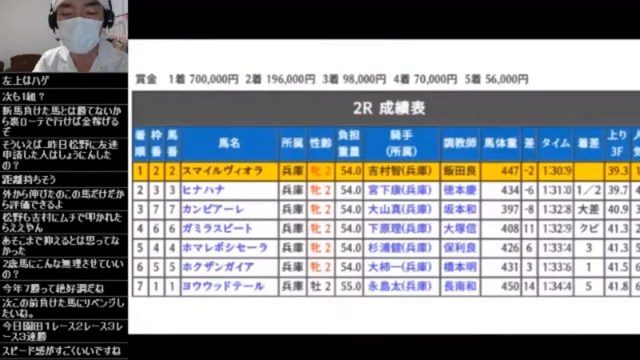 左上はハゲ
次も1組？
新馬負けた馬とは勝てないか
ら裏ローテで行けば金稼げる
ぞ
そういえば…昨日松野に友達
申請した人はしょうにんした
の？
距離持ちそう
外から伸びたのこの馬だけだか
ら評価できるよ
松野も吉村にムチで叩かれた
らええやん
あそこまで抑えるとは思ってな
かった
2歳馬にこんな無理させていい
の？
今年7勝って絶好調だね
次この前負けた馬にリベンジし
たいね。
今日園田1レース2レース3レ
ース3連勝
スピード感がすごくいいですね
賞金 1着 700,000円 2着 196,000円 3着 98,000円 4着 70,000円 5着 56,000円
2R 成績表
着順 枠番 馬番 馬名 所属 性齢 負担重量 騎手(所属) 調教師 馬体重 差 タイム 着差 上り3F
1 2 2 スマイルヴィオラ 兵庫 牝2 54.0 吉村智(兵庫) 飯田良 447 -2 1:30:9 39.3
2 3 3 ヒナハナ 兵庫 牝2 54.0 宮下康(兵庫) 徳本慶 434 -6 1:31:0 1／2 39.7
3 7 7 カンビアーレ 兵庫 牝2 54.0 大山真(兵庫) 坂本和 397 -8 1:32:8 大差 40.9
4 6 6 ガミラスピート 兵庫 牝2 54.0 下原理(兵庫) 大塚信 408 11 1:32:9 クビ 41.3
5 4 4 ホマレポシセーラ 兵庫 牝2 54.0 杉浦健(兵庫) 保利良 426 6 1:33:4 3 41.3
6 5 5 ホクザンガイア 兵庫 牝2 54.0 大柿一(兵庫) 橋本明 431 3 1:33:6 1 41.5
7 1 1 ヨウウッドテール 兵庫 牡2 55.0 永島太(兵庫) 長南和 450 14 1:34:4 5 41.8